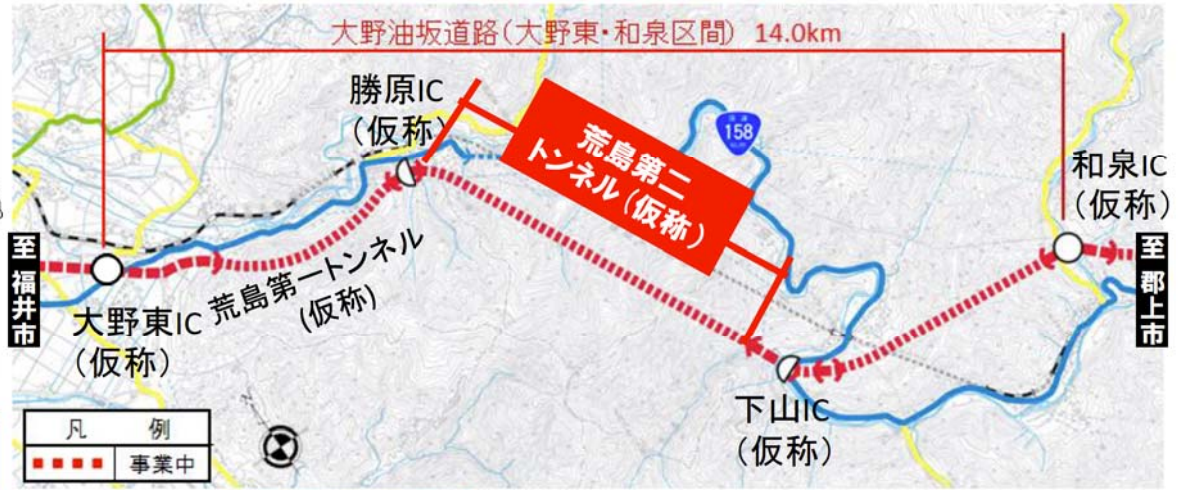 大野油坂道路(大野東・和泉区間) 14.0km
勝原IC
(仮称)
荒島第二
トンネル(仮称)
158
和泉IC
(仮称)
至 福井市
至 郡上市
大野東IC
(仮称)
荒島第一トンネル
(仮称)
下山IC
(仮称)
凡 例
事業中